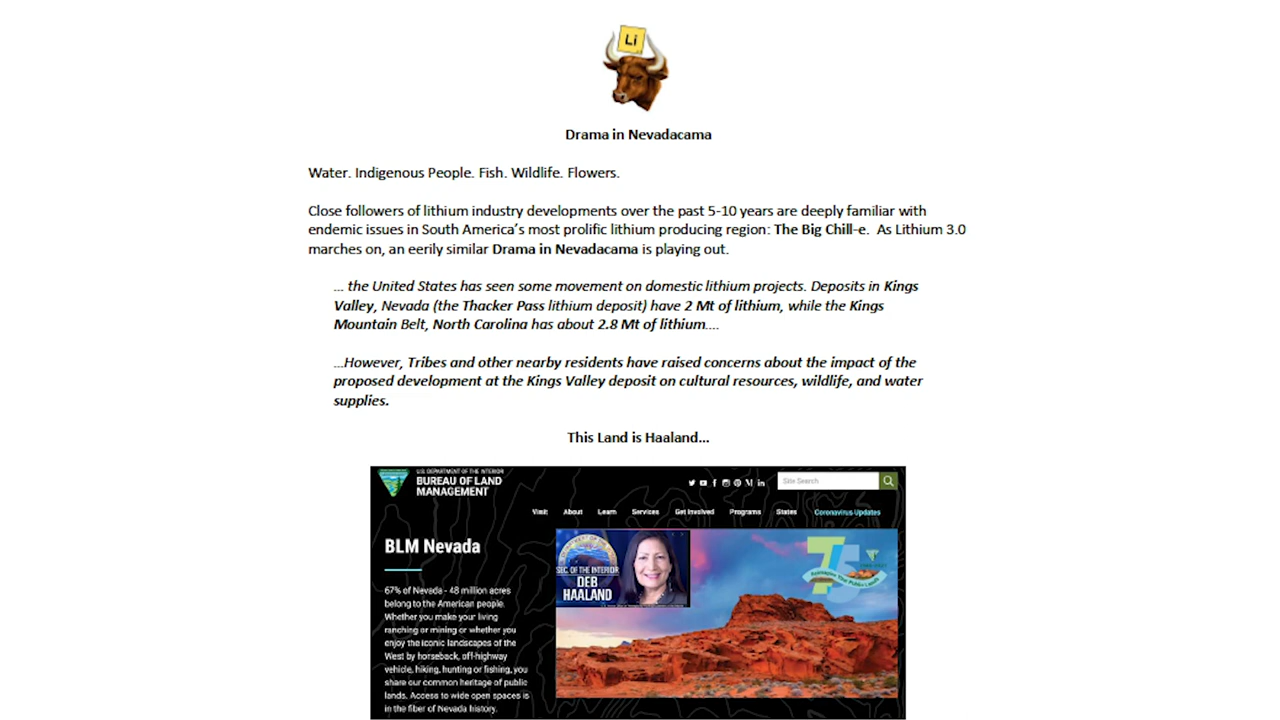 Li
Drama in Nevadacama
Water. Indigenous People. Fish. Wildlife. Flowers.
Close followers of lithium industry developments over the past 5-10 years are deeply familiar with
endemic issues in South America's most prolific lithium producing region: The Big Chill-e. As Lithium 3.0
marches on, an eerily similar Drama in Nevadacama is playing out.
... the United States has seen some movement on domestic lithium projects. Deposits in Kings
Valley, Nevada (the Thacker Pass lithium deposit) have 2 Mt of lithium, while the Kings
Mountain Belt, North Carolina has about 2.8 Mt of lithium....
...However, Tribes and other nearby residents have raised concerns about the impact of the
proposed development at the Kings Valley deposit on cultural resources, wildlife, and water
supplies.
This Land is Haaland...
U.S. DEPARTMENT OF THE INTERIOR
BUREAU OF LAND
MANAGEMENT
Site Search
Visit About Learn Services Get Involved Programs States Coronavirus Updates
BLM Nevada
67% of Nevada - 48 million acres
belong to the American people.
Whether you make your living
ranching or mining or whether you
enjoy the iconic landscapes of the
West by horseback, off-highway
vehicle, hiking, hunting or fishing, you
share our common heritage of public
lands. Access to wide open spaces is
in the fiber of Nevada history.
SEC. OF THE INTERIOR
DEB
HAALAND
75